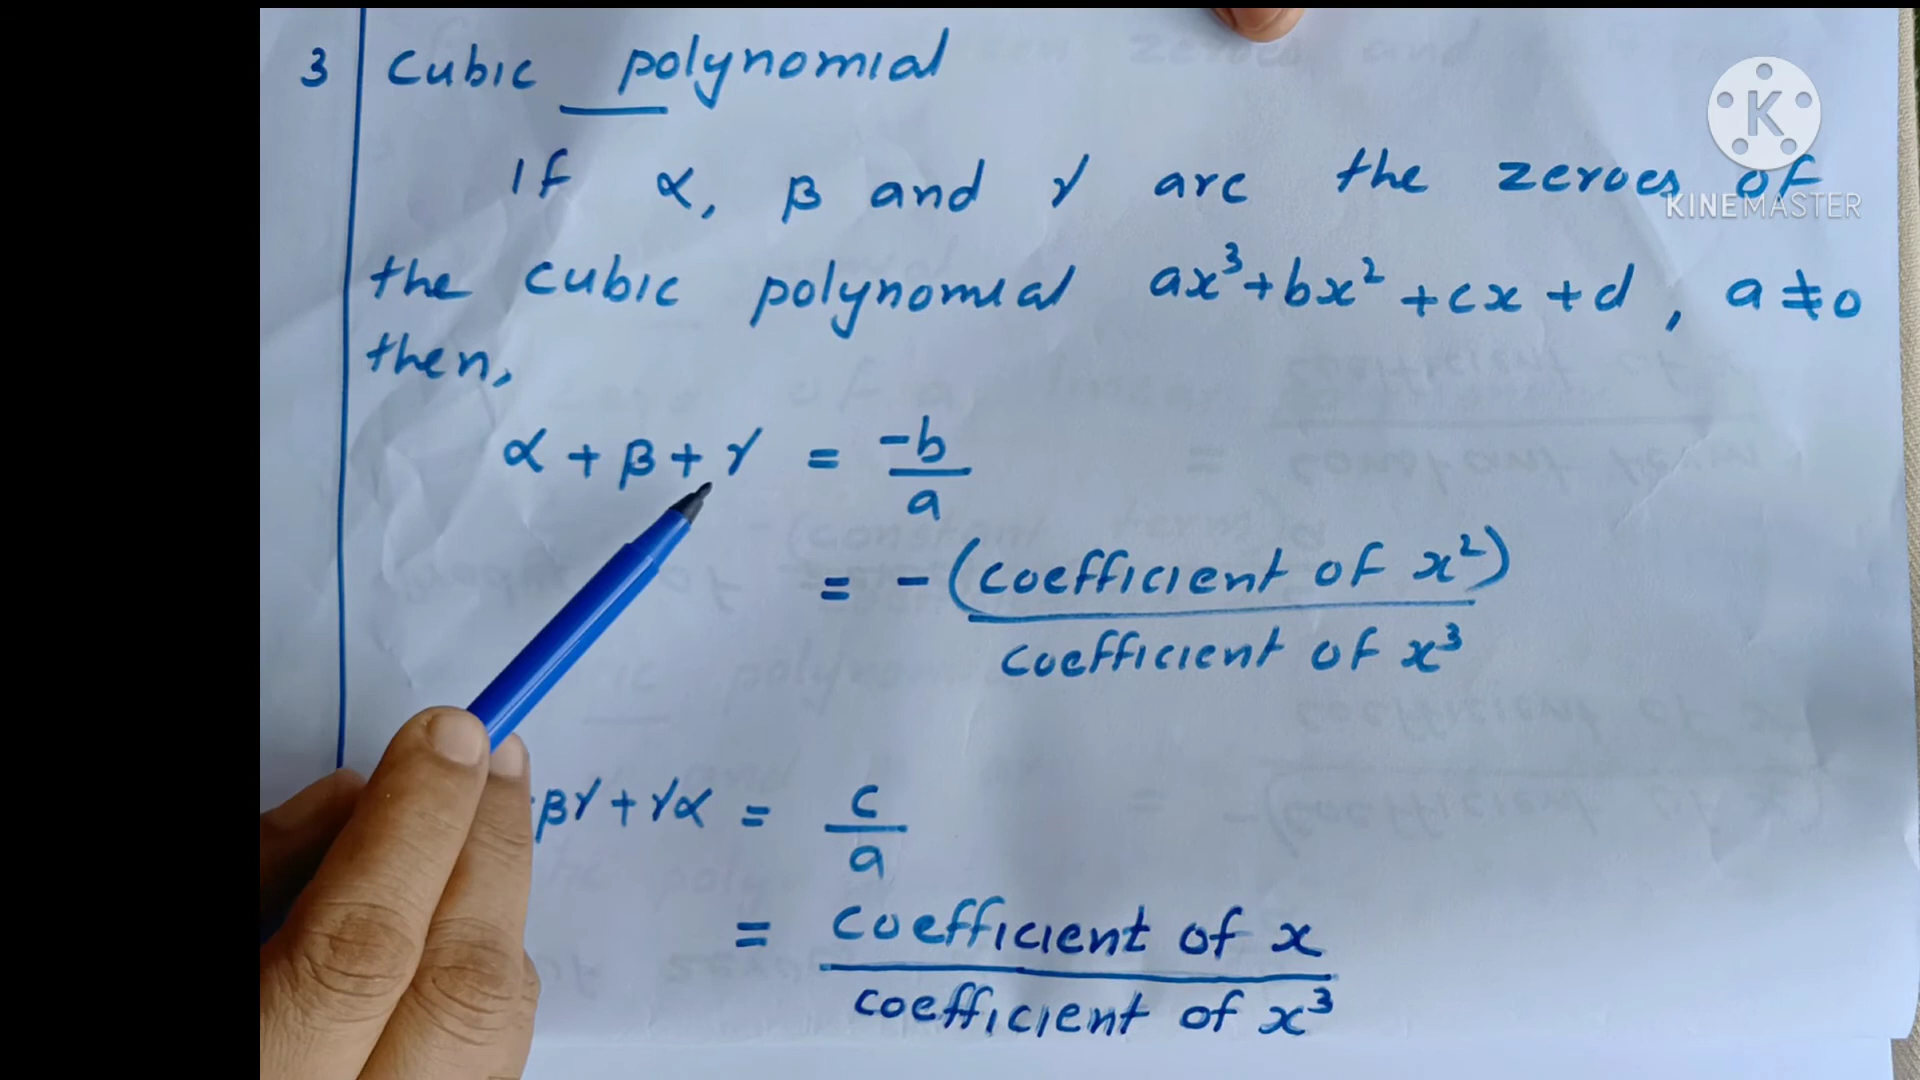 3 cubic polynomial
If α, β and γ are the zeroes of
the cubic polynomial ax³+bx²+cx+d, a≠0
then,
α+β+γ = -b/a
= -(coefficient of x²)/coefficient of x³
βγ+γα = c/a
= coefficient of x/coefficient of x³
K
KINEMASTER